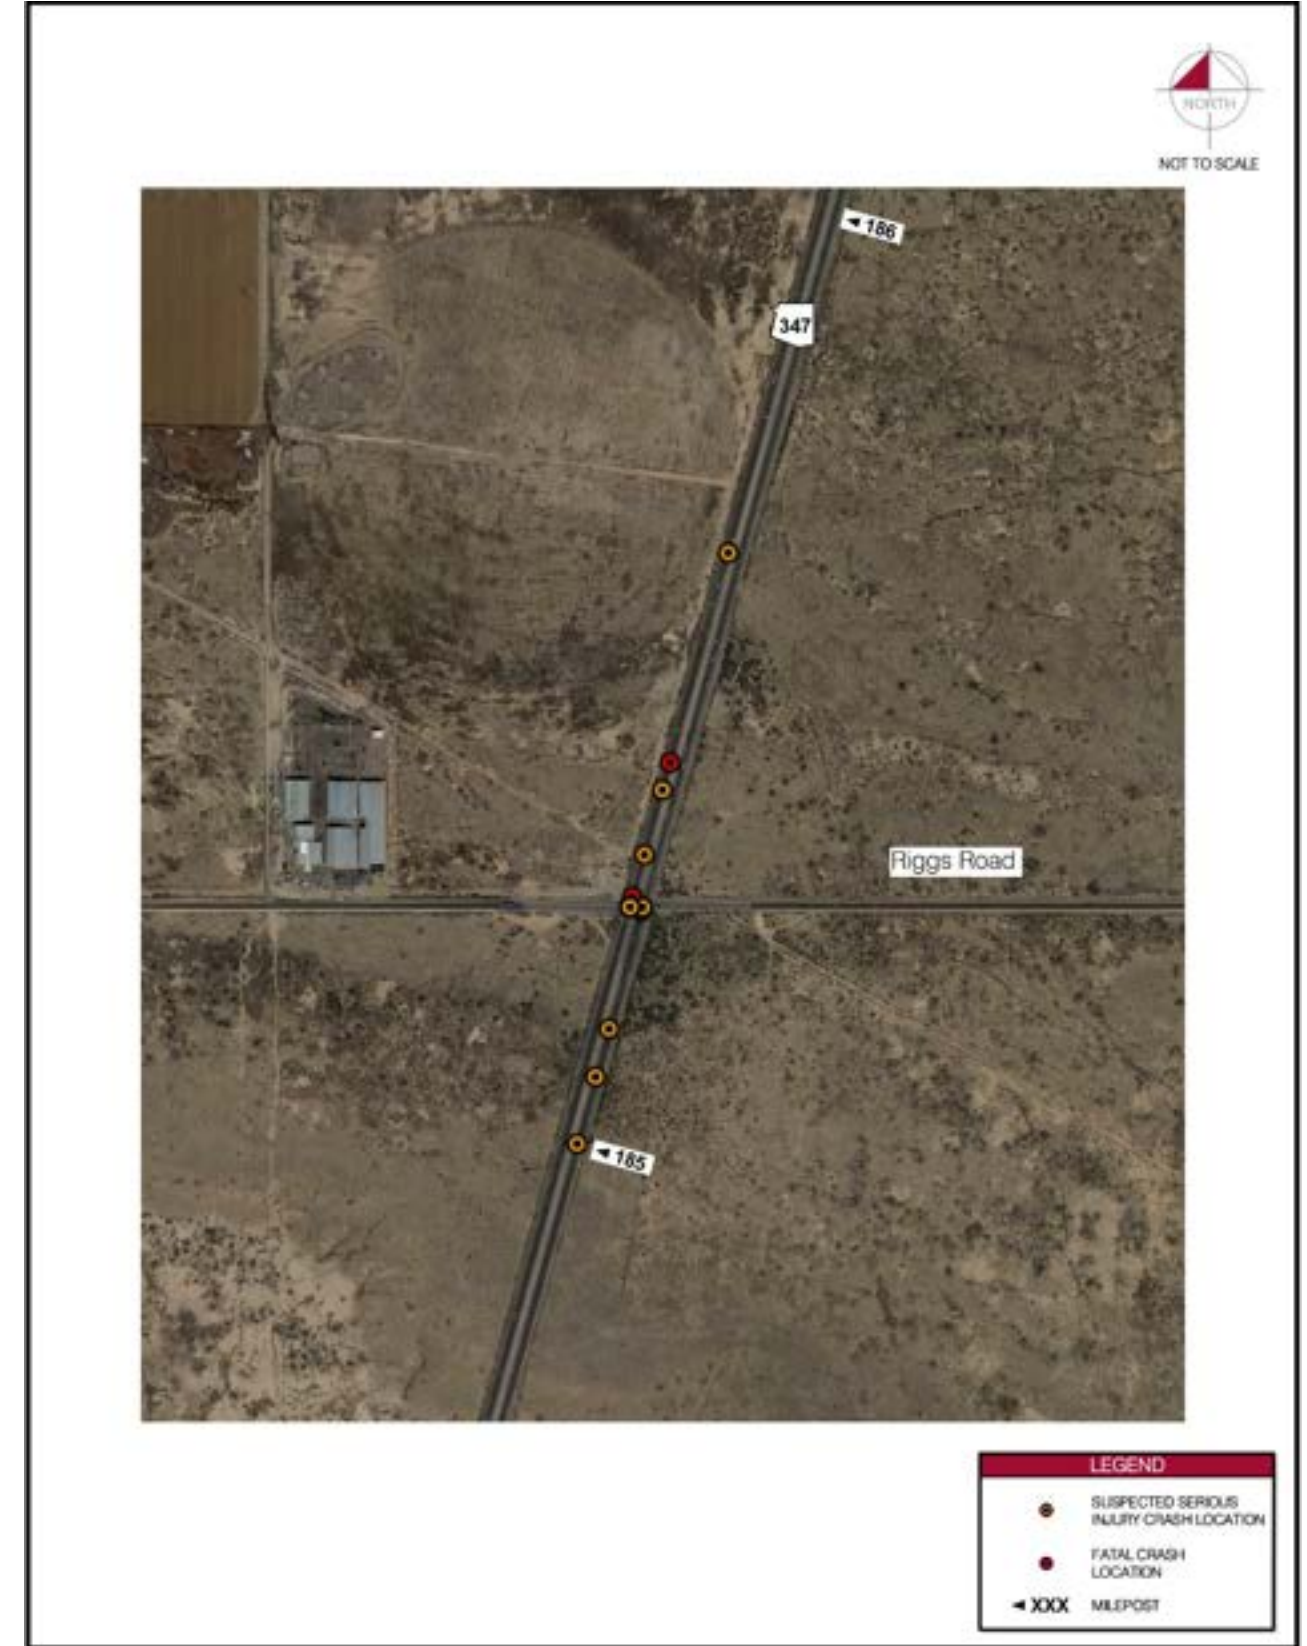 NORTH
NOT TO SCALE
◄ 186
347
Riggs Road
◄ 185
LEGEND
SUSPECTED SERIOUS
INJURY CRASH LOCATION
FATAL CRASH
LOCATION
◄ XXX MILEPOST